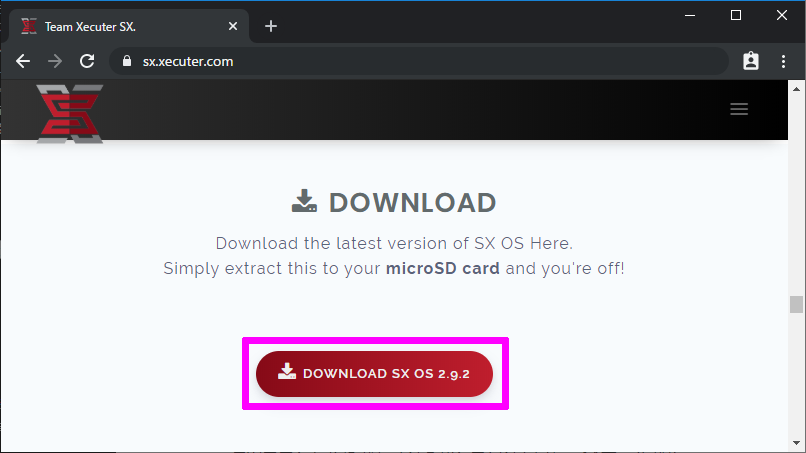 Team Xecuter SX.
sx.xecuter.com
DOWNLOAD
Download the latest version of SX OS Here.
Simply extract this to your microSD card and you're off!
DOWNLOAD SX OS 2.9.2